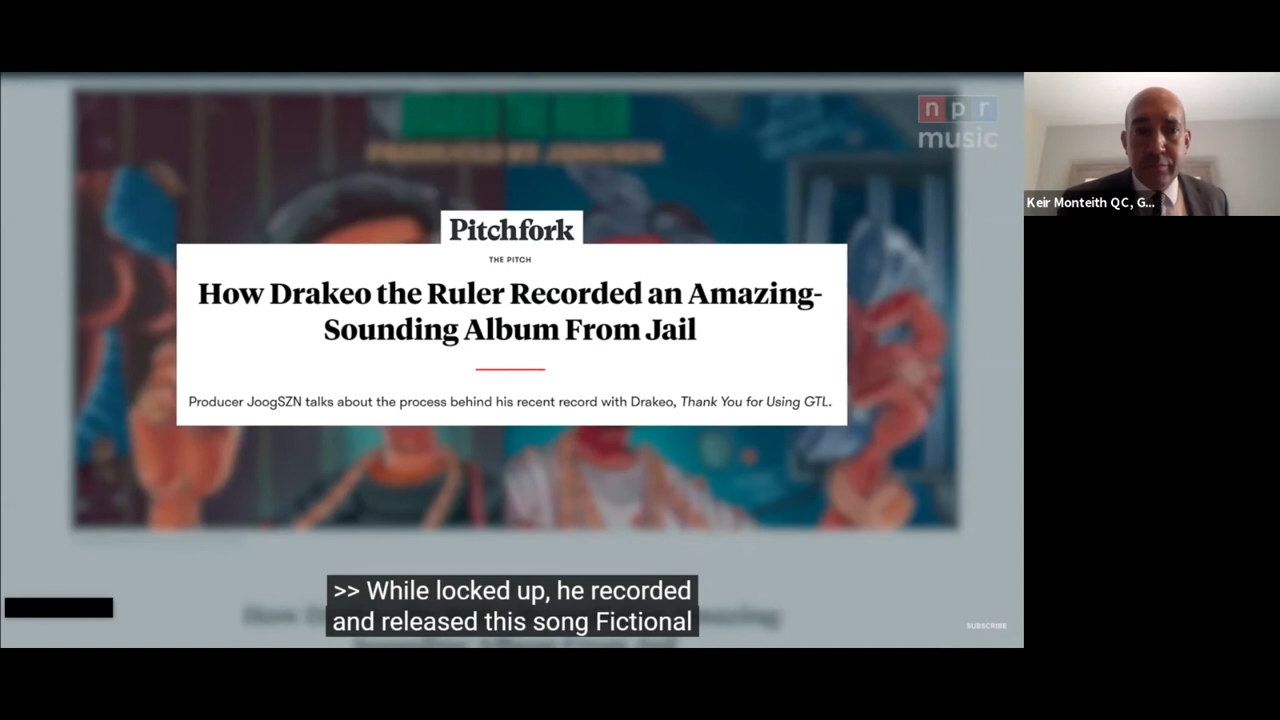 npr
music
Pitchfork
THE PITCH
How Drakeo the Ruler Recorded an Amazing-
Sounding Album From Jail
Producer JoogSZN talks about the process behind his recent record with Drakeo, Thank You for Using GTL.
Keir Monteith QC, G...
>> While locked up, he recorded
and released this song Fictional
SUBSCRIBE